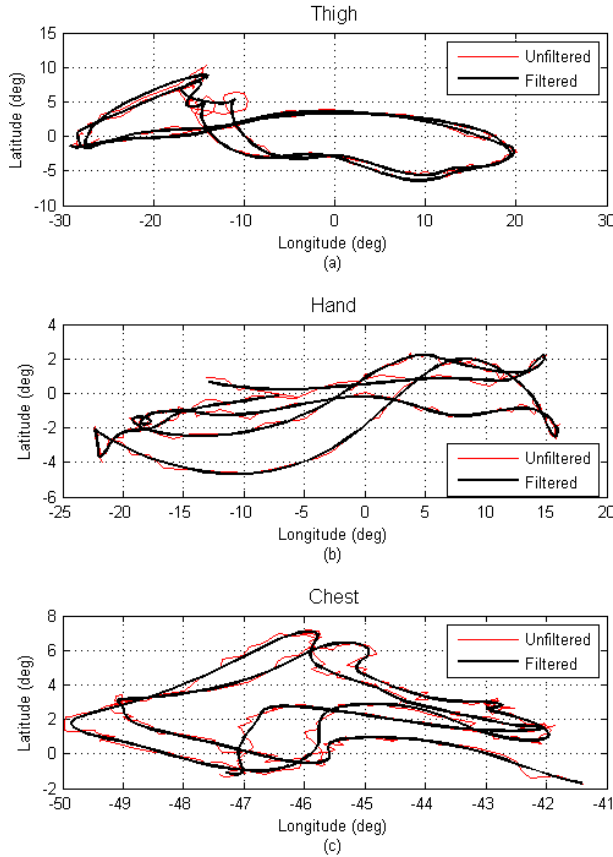 Thigh
15
10
5
0
-5
-10
Latitude (deg)
Unfiltered
Filtered
-30 -20 -10 0 10 20 30
Longitude (deg)
(a)
Hand
4
2
0
-2
-4
-6
Latitude (deg)
Unfiltered
Filtered
-25 -20 -15 -10 -5 0 5 10 15 20
Longitude (deg)
(b)
Chest
8
6
4
2
0
-2
Latitude (deg)
Unfiltered
Filtered
-50 -49 -48 -47 -46 -45 -44 -43 -42 -41
Longitude (deg)
(c)